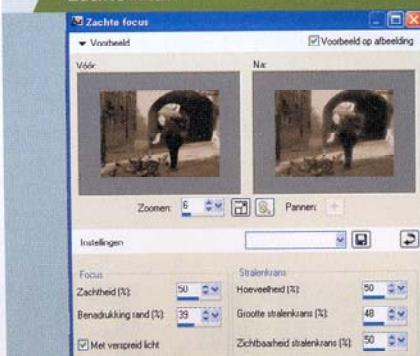 Zachte focus
Voorbeeld
Voorbeeld op afbeelding
Vóór:
Na:
Zoomen: 6
Pannen:
Instellingen
Focus
Zachtheid (%): 50
Benadrukking rand (%): 39
Met verspreid licht
Stralenkrans
Hoeveelheid (%): 50
Grootte stralenkrans (%): 48
Zichtbaarheid stralenkrans (%): 50